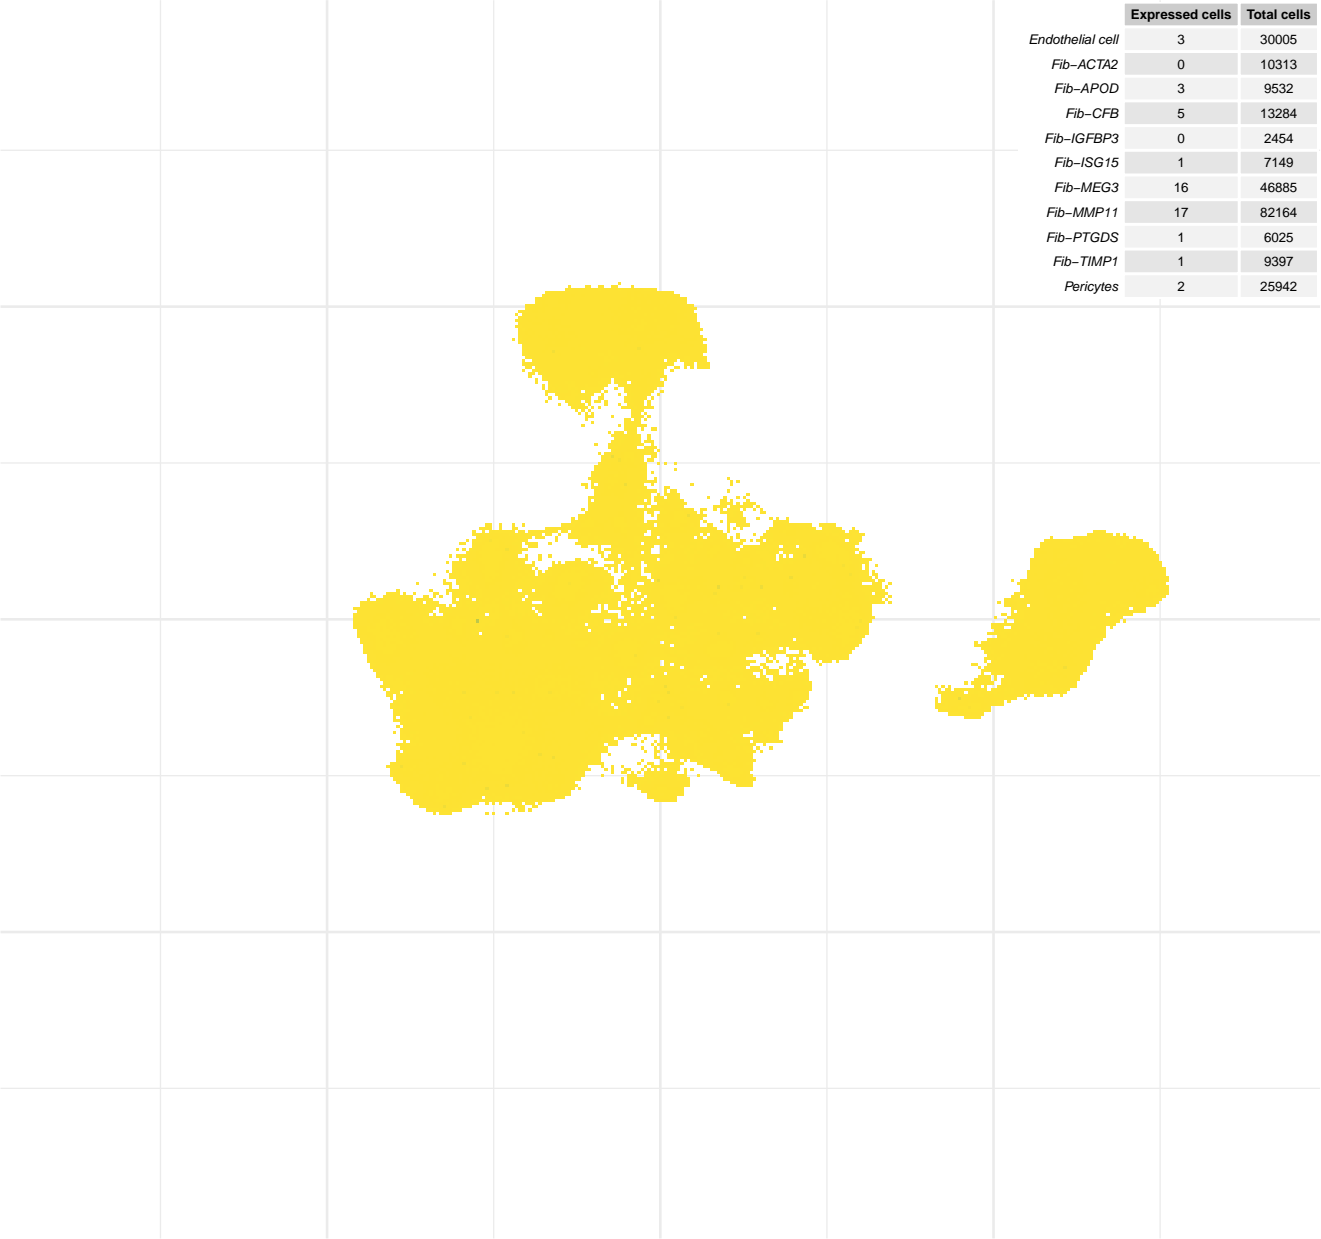 Expressed cells Total cells
Endothelial cell 3 30005
Fib−ACTA2 0 10313
Fib−APOD 3 9532
Fib−CFB 5 13284
Fib−IGFBP3 0 2454
Fib−ISG15 1 7149
Fib−MEG3 16 46885
Fib−MMP11 17 82164
Fib−PTGDS 1 6025
Fib−TIMP1 1 9397
Pericytes 2 25942